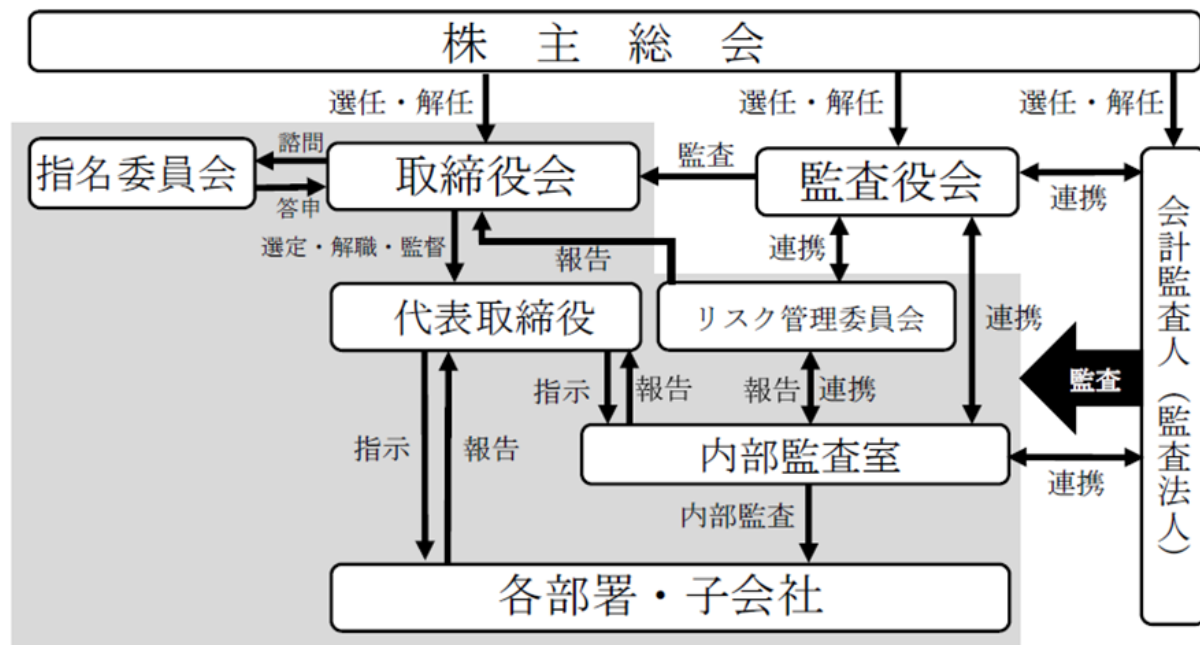 株主総会
選任・解任
選任・解任
選任・解任
指名委員会
諮問
答申
取締役会
監査
監査役会
連携
会計監査人（監査法人）
選定・解職・監督
報告
連携
連携
代表取締役
リスク管理委員会
監査
指示
報告
報告
連携
指示
報告
内部監査室
連携
内部監査
各部署・子会社